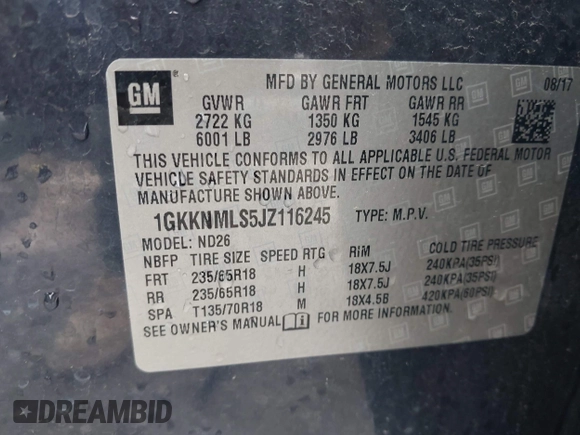 GM
MFD BY GENERAL MOTORS LLC 08/17
GVWR GAWR FRT GAWR RR
2722 KG 1350 KG 1545 KG
6001 LB 2976 LB 3406 LB
THIS VEHICLE CONFORMS TO ALL APPLICABLE U.S. FEDERAL MOTOR
VEHICLE SAFETY STANDARDS IN EFFECT ON THE DATE OF
MANUFACTURE SHOWN ABOVE.
1GKKNMLS5JZ116245 TYPE: M.P.V.
MODEL: ND26
NBFP TIRE SIZE SPEED RTG RIM COLD TIRE PRESSURE
FRT 235/65R18 H 18X7.5J 240KPA(35PSI)
RR 235/65R18 H 18X7.5J 240KPA(35PSI)
SPA T135/70R18 M 18X4.5B 420KPA(60PSI)
SEE OWNER'S MANUAL FOR MORE INFORMATION.
DREAMBID